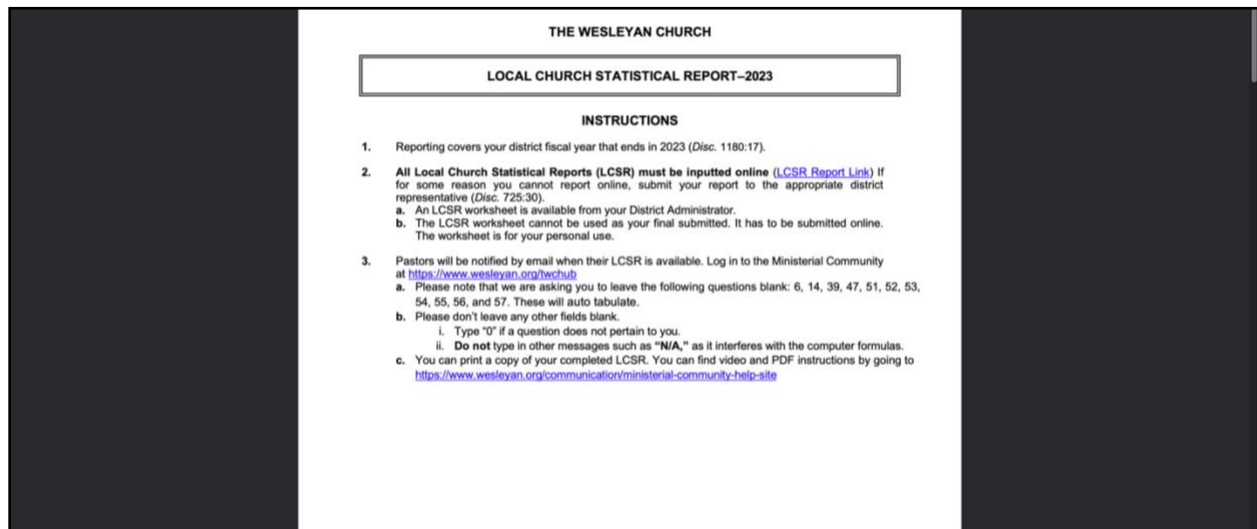 THE WESLEYAN CHURCH
LOCAL CHURCH STATISTICAL REPORT–2023
INSTRUCTIONS
1. Reporting covers your district fiscal year that ends in 2023 (Disc. 1180:17).
2. All Local Church Statistical Reports (LCSR) must be inputted online (LCSR Report Link) If
for some reason you cannot report online, submit your report to the appropriate district
representative (Disc. 725:30).
a. An LCSR worksheet is available from your District Administrator.
b. The LCSR worksheet cannot be used as your final submitted. It has to be submitted online.
The worksheet is for your personal use.
3. Pastors will be notified by email when their LCSR is available. Log in to the Ministerial Community
at https://www.wesleyan.org/twchub
a. Please note that we are asking you to leave the following questions blank: 6, 14, 39, 47, 51, 52, 53,
54, 55, 56, and 57. These will auto tabulate.
b. Please don't leave any other fields blank.
i. Type "0" if a question does not pertain to you.
ii. Do not type in other messages such as "N/A," as it interferes with the computer formulas.
c. You can print a copy of your completed LCSR. You can find video and PDF instructions by going to
https://www.wesleyan.org/communication/ministerial-community-help-site